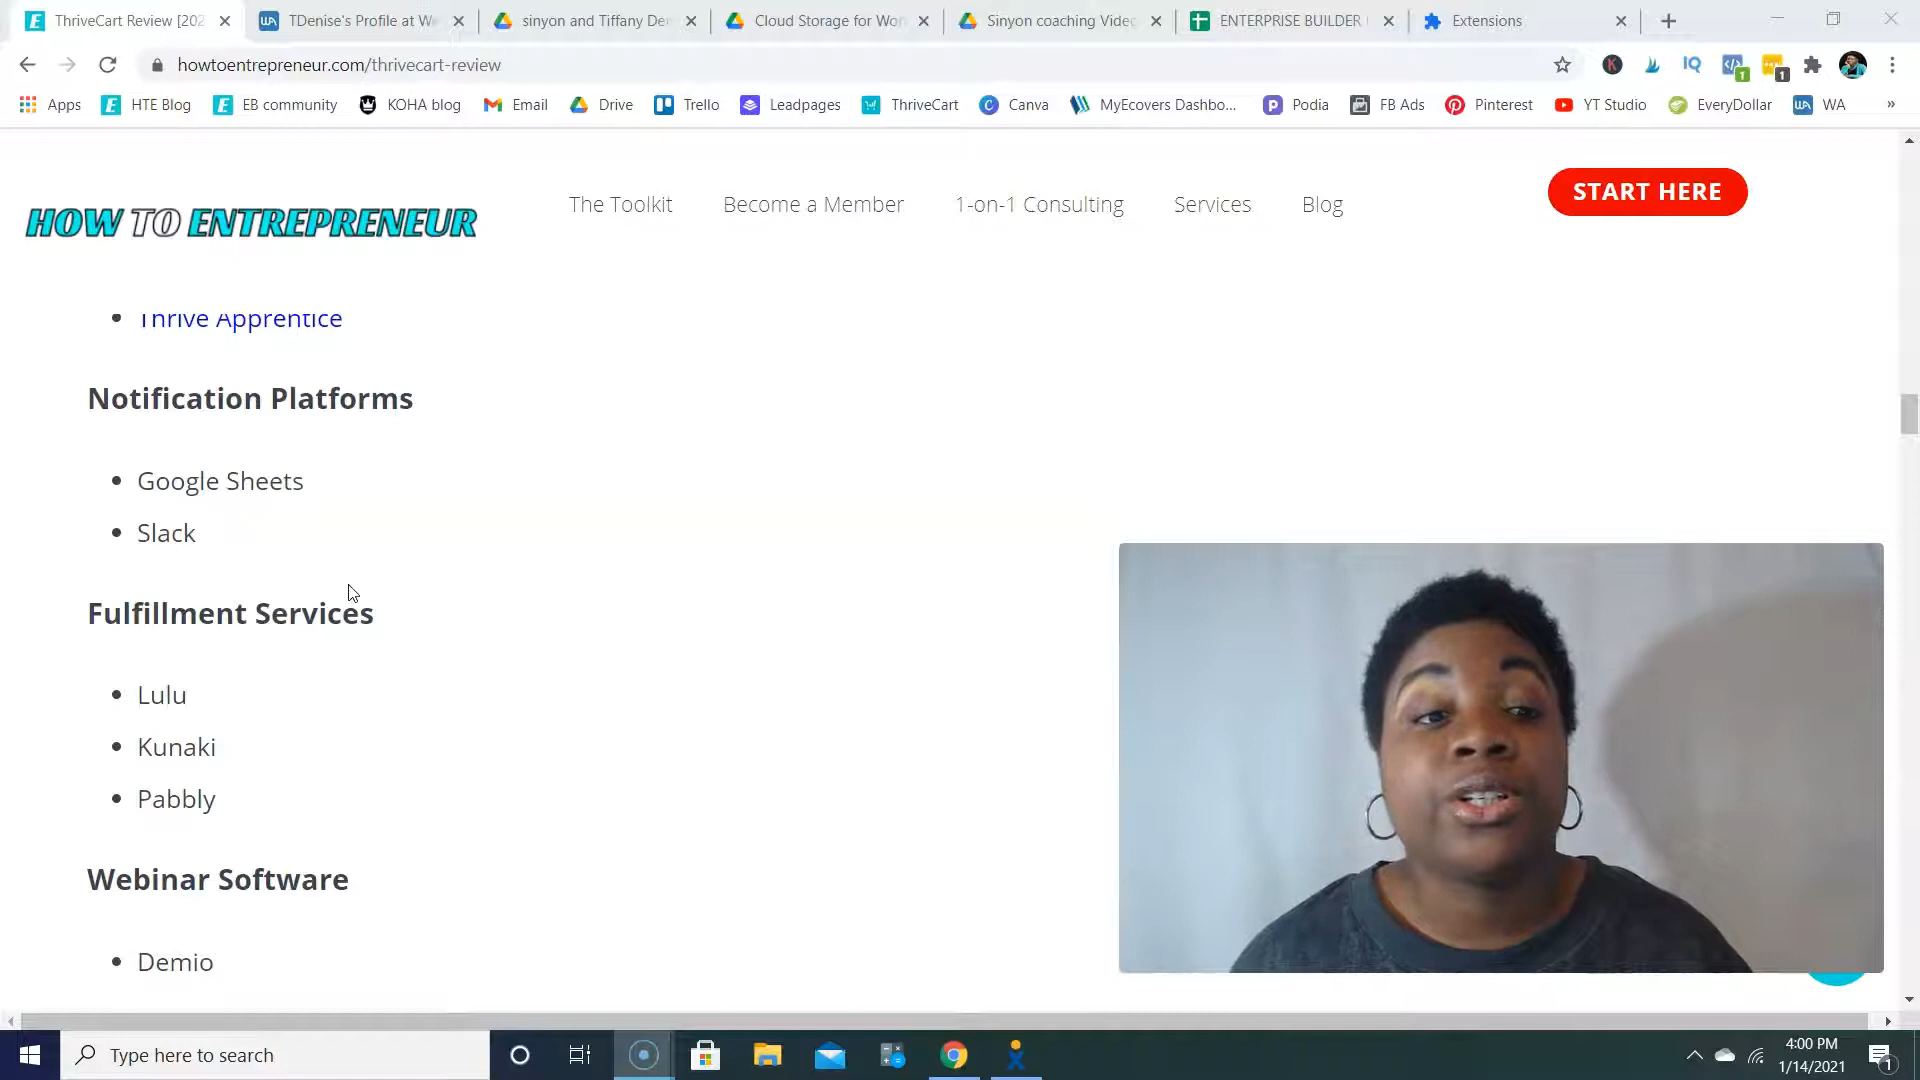 ThriveCart Review [202
TDenise's Profile at W
sinyon and Tiffany De
Cloud Storage for Wor
Sinyon coaching Video
ENTERPRISE BUILDER
Extensions
howtoentrepreneur.com/thrivecart-review
Apps
HTE Blog
EB community
KOHA blog
Email
Drive
Trello
Leadpages
ThriveCart
Canva
MyEcovers Dashbo...
Podia
FB Ads
Pinterest
YT Studio
EveryDollar
WA
»
HOW TO ENTREPRENEUR
The Toolkit
Become a Member
1-on-1 Consulting
Services
Blog
START HERE
Thrive Apprentice
Notification Platforms
Google Sheets
Slack
Fulfillment Services
Lulu
Kunaki
Pabbly
Webinar Software
Demio
Type here to search
4:00 PM
1/14/2021
1